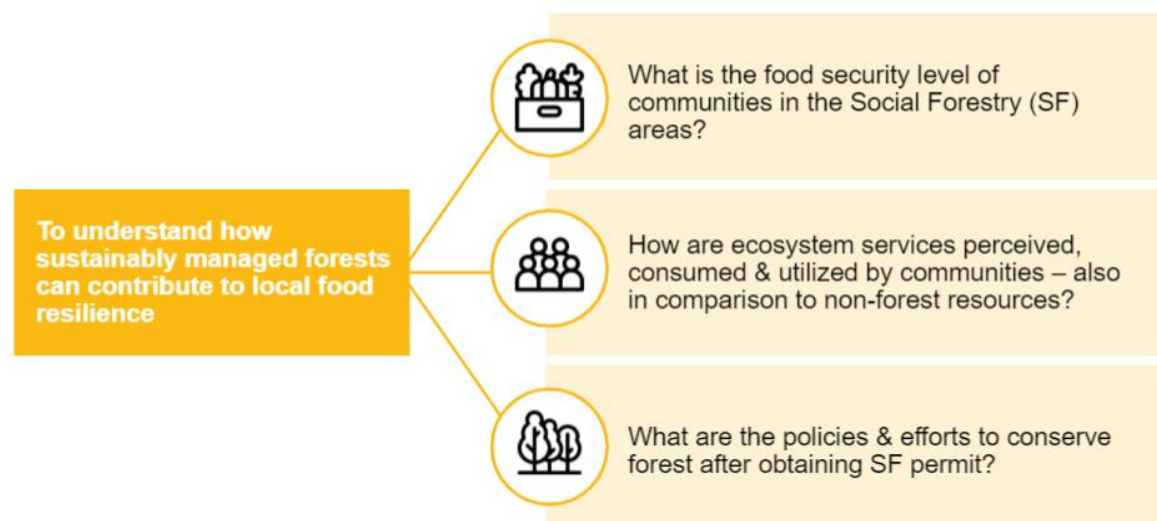 To understand how
sustainably managed forests
can contribute to local food
resilience
What is the food security level of
communities in the Social Forestry (SF)
areas?
How are ecosystem services perceived,
consumed & utilized by communities – also
in comparison to non-forest resources?
What are the policies & efforts to conserve
forest after obtaining SF permit?